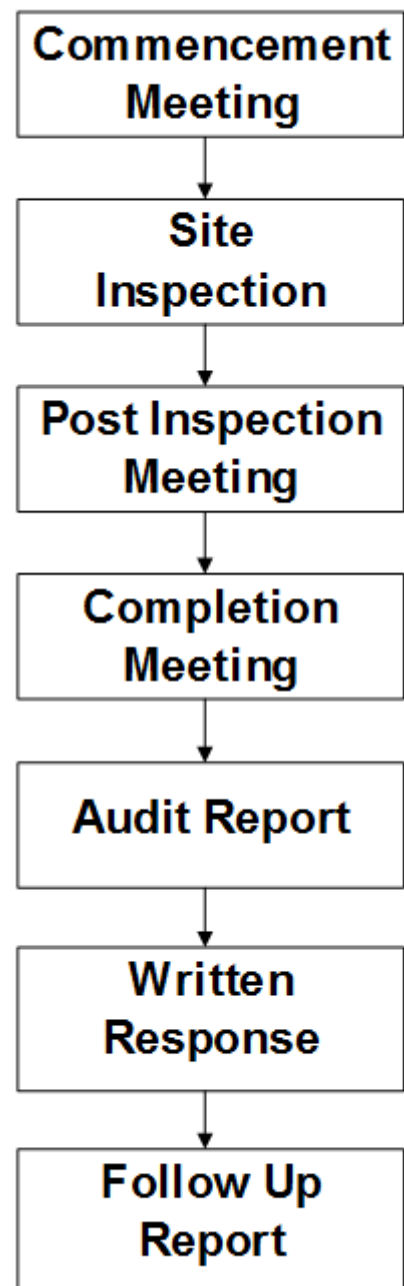 Commencement
Meeting
Site
Inspection
Post Inspection
Meeting
Completion
Meeting
Audit Report
Written
Response
Follow Up
Report